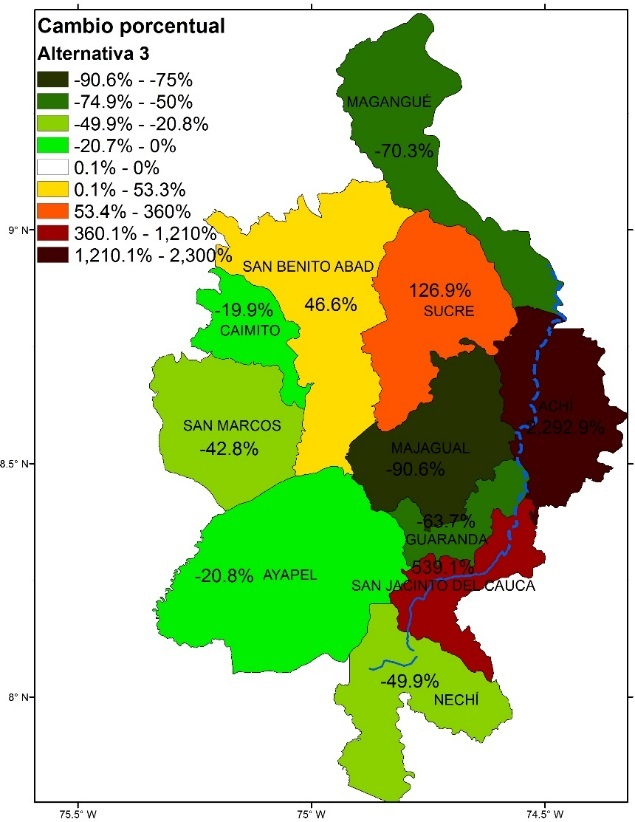 Cambio porcentual
Alternativa 3
-90.6% - -75%
-74.9% - -50%
-49.9% - -20.8%
-20.7% - 0%
0.1% - 0%
0.1% - 53.3%
53.4% - 360%
360.1% - 1,210%
1,210.1% - 2,300%
MAGANGUÉ
-70.3%
9° N
SAN BENITO ABAD
46.6%
126.9%
SUCRE
-19.9%
CAIMITO
ACHÍ
2,292.9%
SAN MARCOS
-42.8%
MAJAGUAL
-90.6%
8.5° N
-63.7%
GUARANDA
539.1%
SAN JACINTO DEL CAUCA
-20.8% AYAPEL
-49.9%
NECHÍ
8° N
75.5° W
75° W
74.5° W